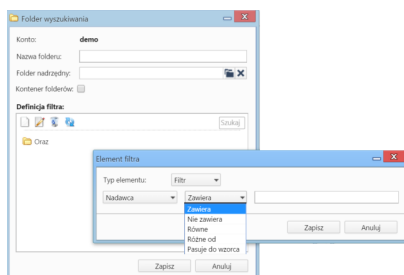 Folder wyszukiwania
Konto: demo
Nazwa folderu:
Folder nadrzędny:
Kontener folderów:
Definicja filtra:
Szukaj
Oraz
Zapisz Anuluj
Element filtra
Typ elementu: Filtr
Nadawca Zawiera
Zawiera
Nie zawiera
Równe
Różne od
Pasuje do wzorca
Zapisz Anuluj